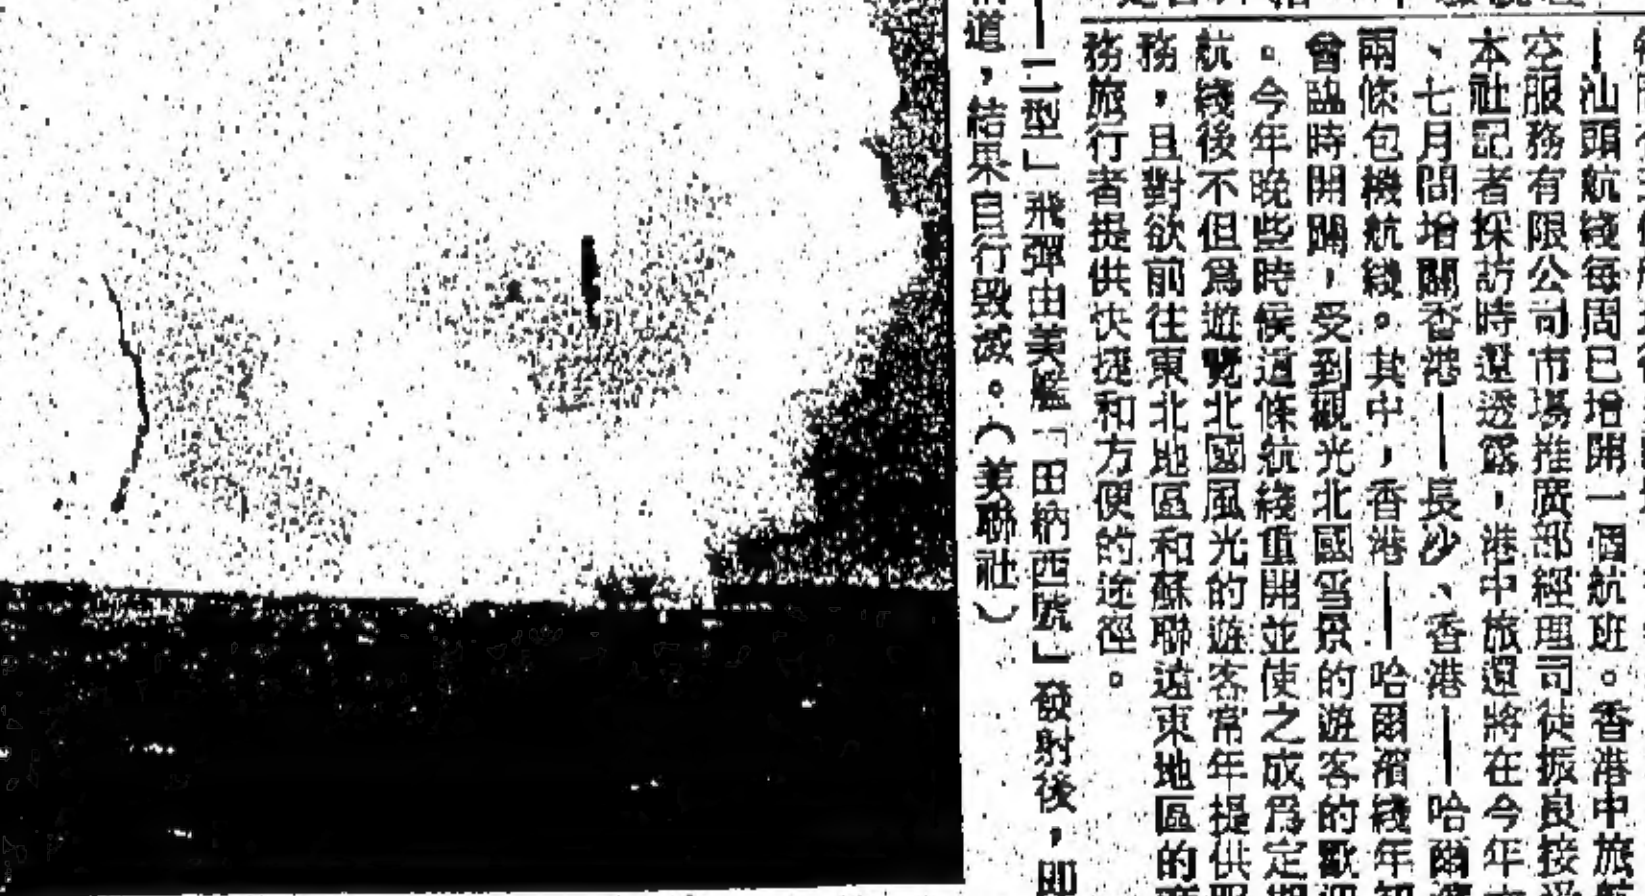 —汕頭航綫每周已增開一個航班。香港中旅
空服務有限公司市場推廣部經理司徒振良接
本社記者採訪時還透露，港中旅還將在今年
、七月間增闢香港——長沙、香港——哈爾
兩條包機航綫。其中，香港——哈爾濱綫年
曾臨時開闢，受到觀光北國雪景的遊客的歡
。今年晚些時候這條航綫重開並使之成爲定期
航綫後不但爲遊覽北國風光的遊客常年提供
務，且對欲前往東北地區和蘇聯遠東地區的
務旅行者提供快捷和方便的途徑。
—二型」飛彈由美艦「田納西號」發射後，即
道，結果自行毀滅。（美聯社）